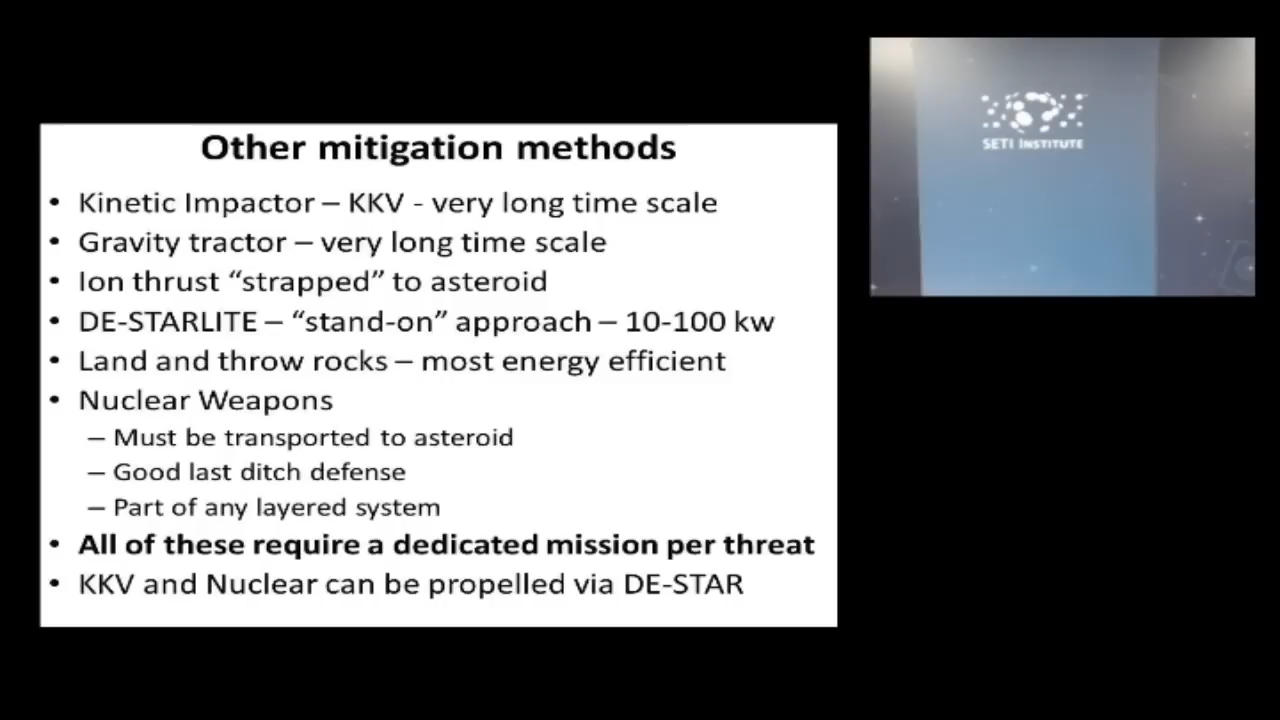 Other mitigation methods
• Kinetic Impactor – KKV - very long time scale
• Gravity tractor – very long time scale
• Ion thrust “strapped” to asteroid
• DE-STARLITE – “stand-on” approach – 10-100 kw
• Land and throw rocks – most energy efficient
• Nuclear Weapons
– Must be transported to asteroid
– Good last ditch defense
– Part of any layered system
• All of these require a dedicated mission per threat
• KKV and Nuclear can be propelled via DE-STAR
SETI INSTITUTE